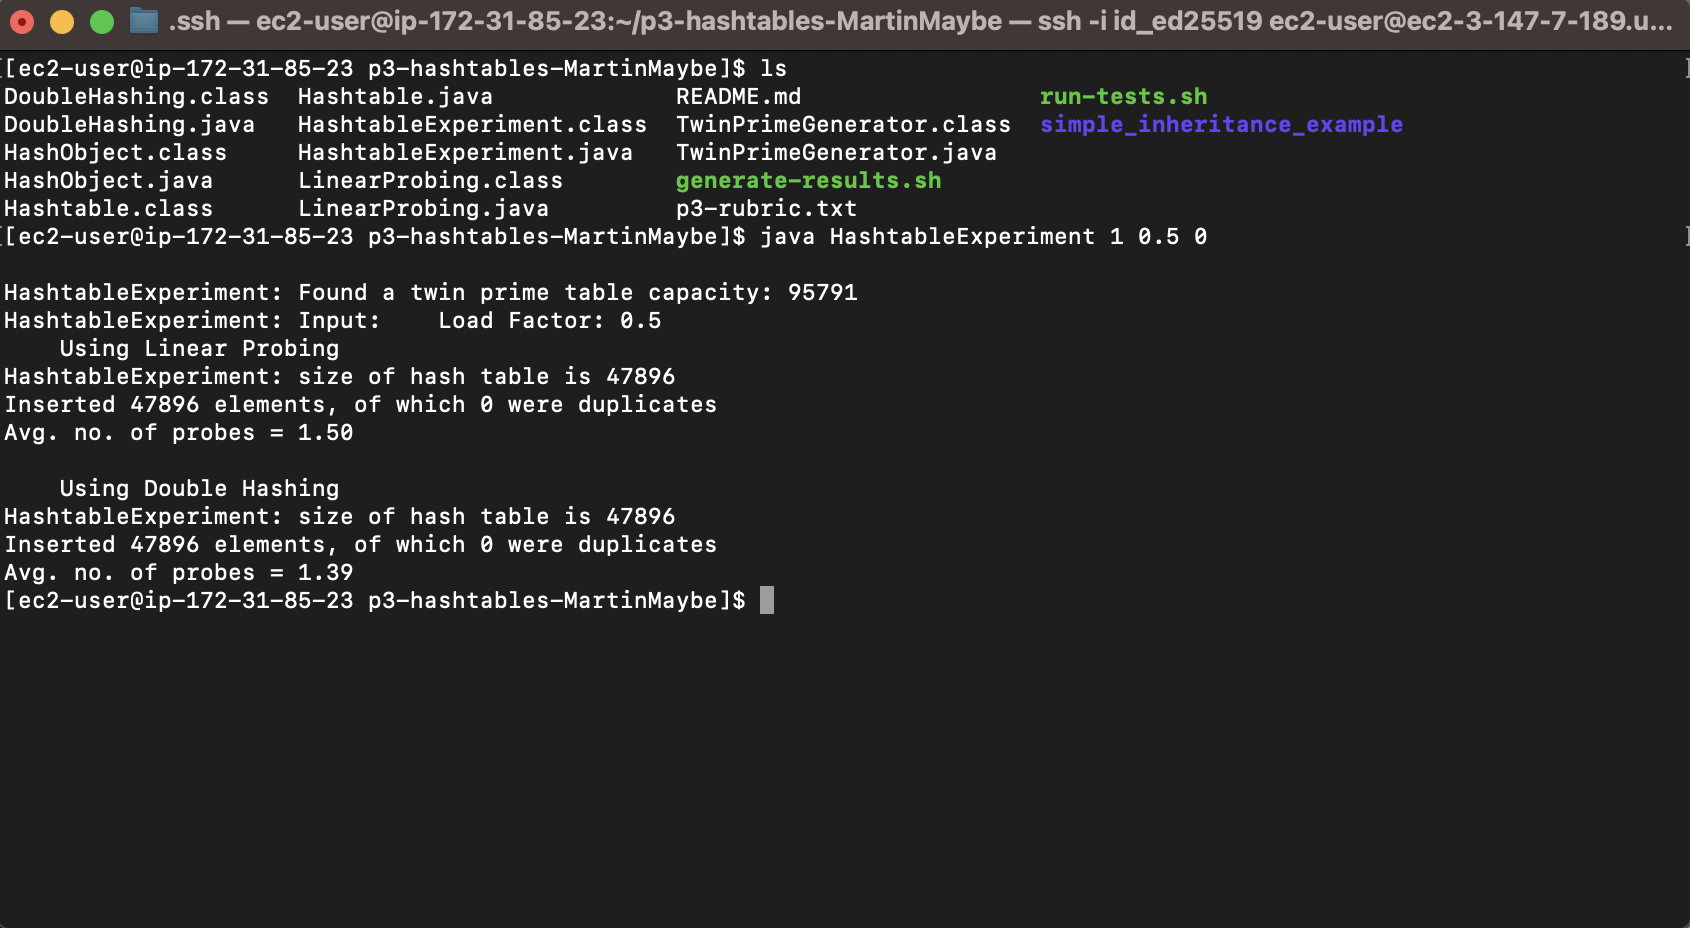 .ssh — ec2-user@ip-172-31-85-23:~/p3-hashtables-MartinMaybe — ssh -i id_ed25519 ec2-user@ec2-3-147-7-189.u...
[[ec2-user@ip-172-31-85-23 p3-hashtables-MartinMaybe]$ ls ]
DoubleHashing.class  Hashtable.java             README.md                 run-tests.sh
DoubleHashing.java   HashtableExperiment.class  TwinPrimeGenerator.class  simple_inheritance_example
HashObject.class     HashtableExperiment.java   TwinPrimeGenerator.java
HashObject.java      LinearProbing.class        generate-results.sh
Hashtable.class      LinearProbing.java         p3-rubric.txt
[[ec2-user@ip-172-31-85-23 p3-hashtables-MartinMaybe]$ java HashtableExperiment 1 0.5 0 ]
HashtableExperiment: Found a twin prime table capacity: 95791
HashtableExperiment: Input:    Load Factor: 0.5
    Using Linear Probing
HashtableExperiment: size of hash table is 47896
Inserted 47896 elements, of which 0 were duplicates
Avg. no. of probes = 1.50
    Using Double Hashing
HashtableExperiment: size of hash table is 47896
Inserted 47896 elements, of which 0 were duplicates
Avg. no. of probes = 1.39
[ec2-user@ip-172-31-85-23 p3-hashtables-MartinMaybe]$